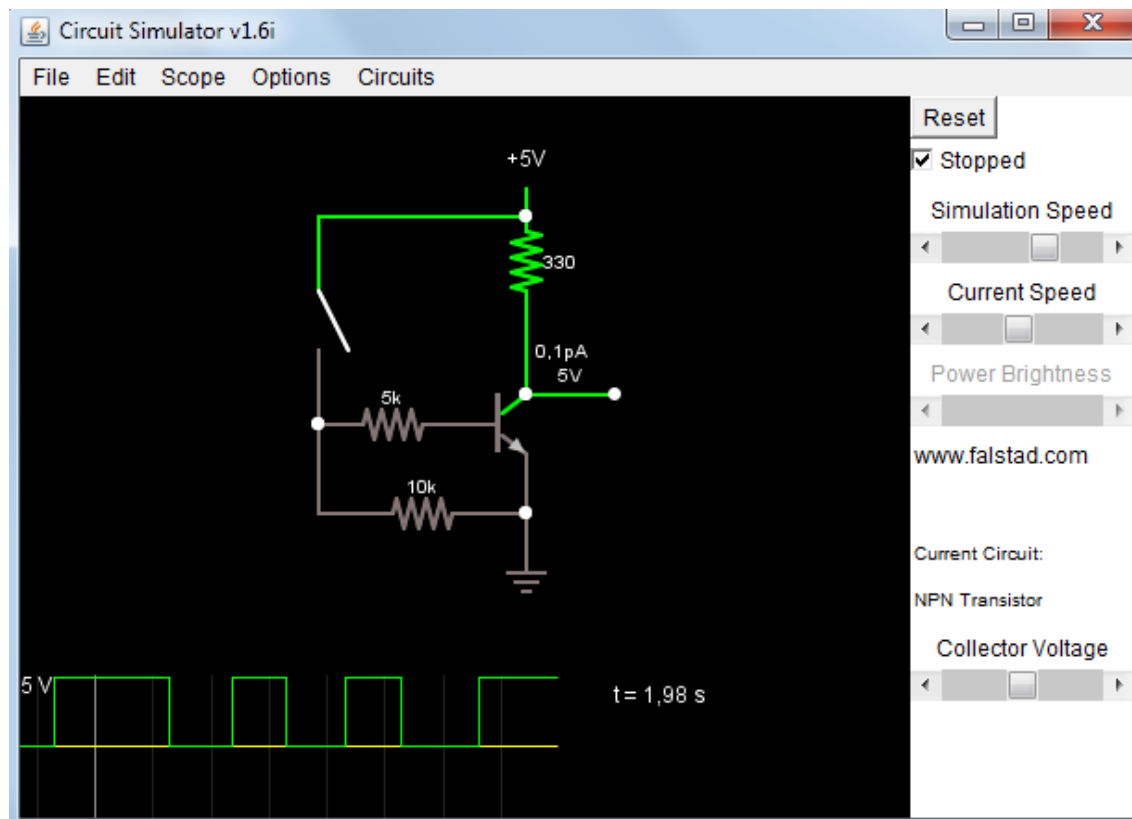 Circuit Simulator v1.6i
File Edit Scope Options Circuits
Reset
Stopped
Simulation Speed
Current Speed
Power Brightness
www.falstad.com
Current Circuit:
NPN Transistor
Collector Voltage
+5V
330
0,1pA
5V
5k
10k
5 V
t = 1,98 s